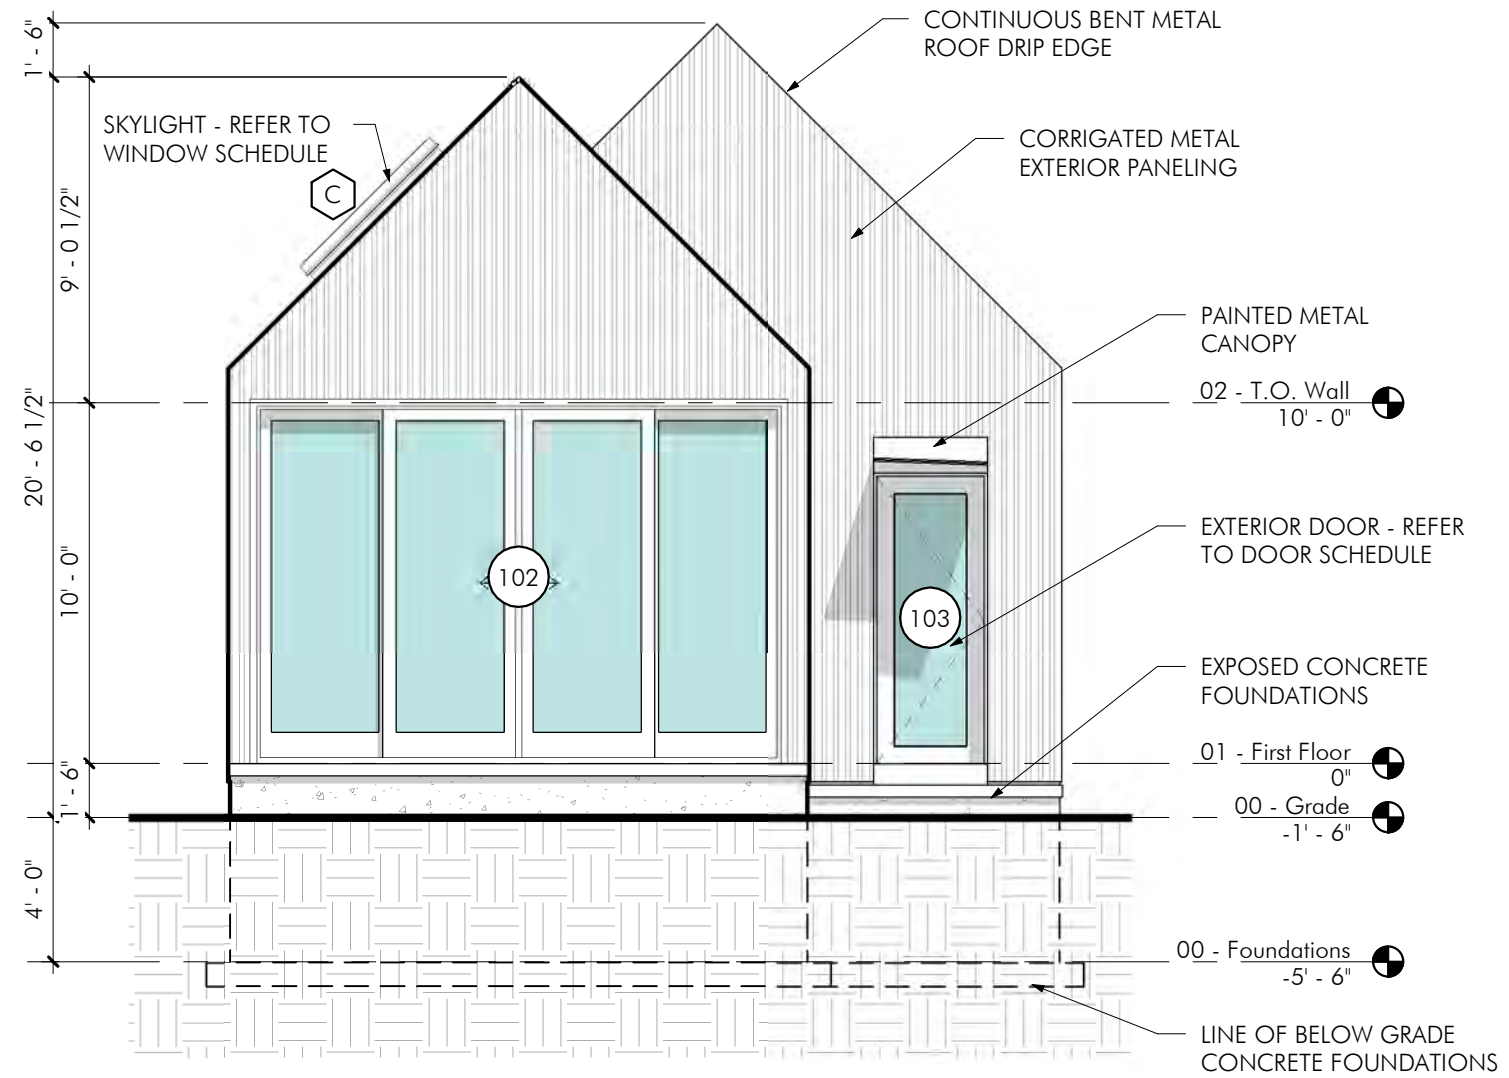 1' - 6"
CONTINUOUS BENT METAL
ROOF DRIP EDGE
SKYLIGHT - REFER TO
WINDOW SCHEDULE
C
CORRIGATED METAL
EXTERIOR PANELING
9' - 0 1/2"
PAINTED METAL
CANOPY
02 - T.O. Wall
10' - 0"
20' - 6 1/2"
10' - 0"
102
103
EXTERIOR DOOR - REFER
TO DOOR SCHEDULE
EXPOSED CONCRETE
FOUNDATIONS
01 - First Floor
0"
1' - 6"
00 - Grade
-1' - 6"
4' - 0"
00 - Foundations
-5' - 6"
LINE OF BELOW GRADE
CONCRETE FOUNDATIONS